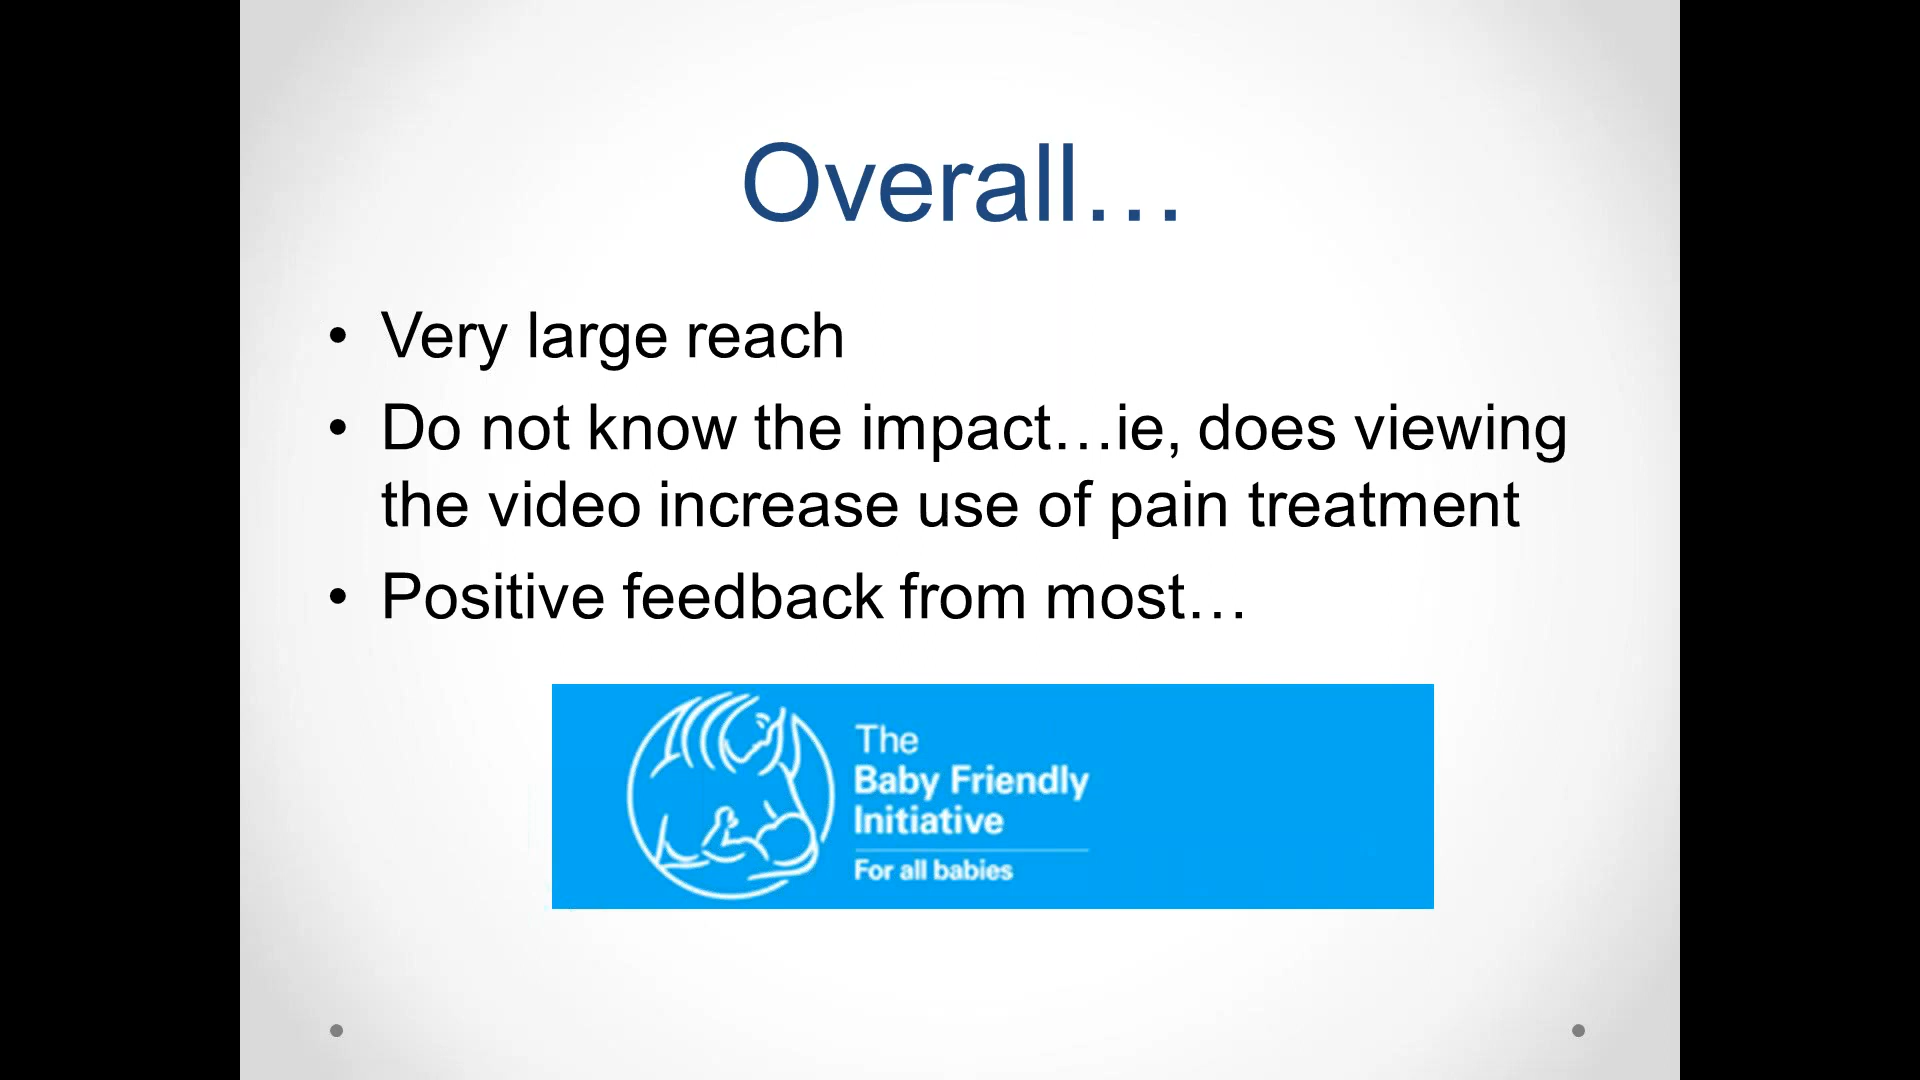 Overall…
• Very large reach
• Do not know the impact…ie, does viewing
the video increase use of pain treatment
• Positive feedback from most…
The
Baby Friendly
Initiative
For all babies